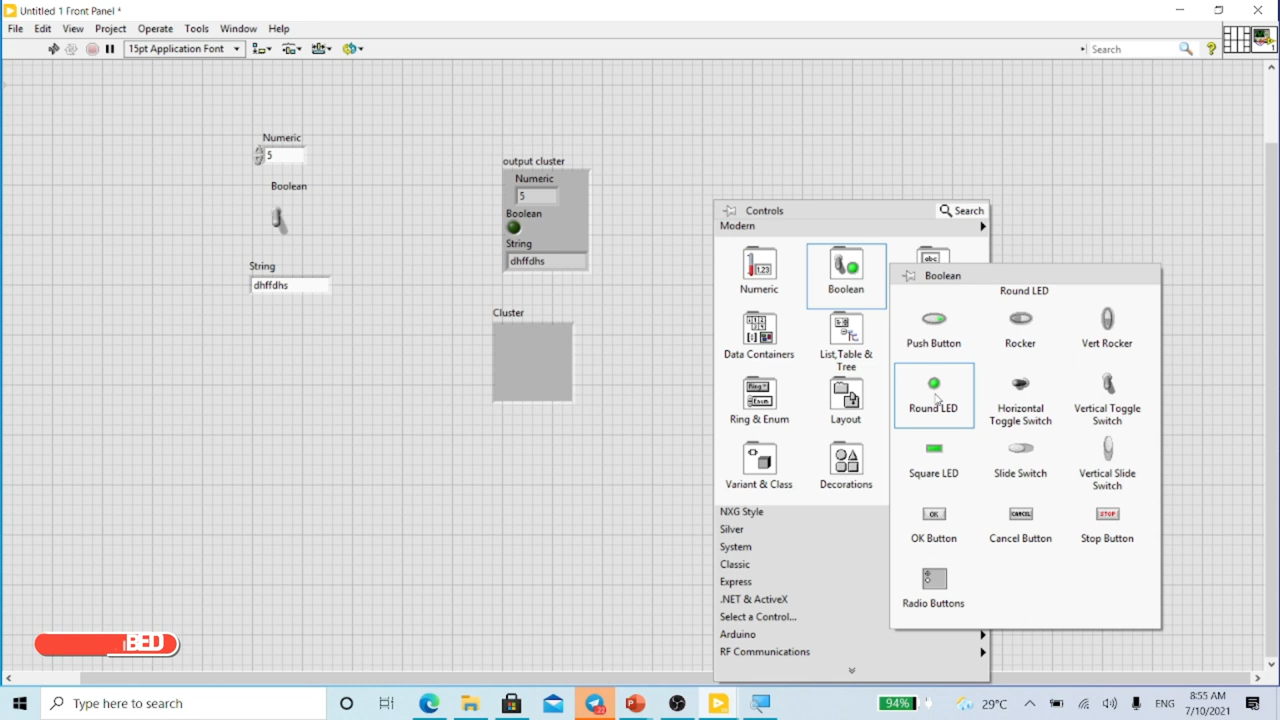 Untitled 1 Front Panel *
File Edit View Project Operate Tools Window Help
15pt Application Font
Search
Numeric
5
Boolean
String
dhffdhs
output cluster
Numeric
5
Boolean
String
dhffdhs
Cluster
Controls Search
Modern
Numeric
Boolean
Data Containers
List, Table & Tree
Ring & Enum
Layout
Variant & Class
Decorations
NXG Style
Silver
System
Classic
Express
.NET & ActiveX
Select a Control...
Arduino
RF Communications
Boolean
Round LED
Push Button
Rocker
Vert Rocker
Round LED
Horizontal Toggle Switch
Vertical Toggle Switch
Square LED
Slide Switch
Vertical Slide Switch
OK
OK Button
CANCEL
Cancel Button
STOP
Stop Button
Radio Buttons
BED
Type here to search
94%
29°C
ENG
8:55 AM
7/10/2021